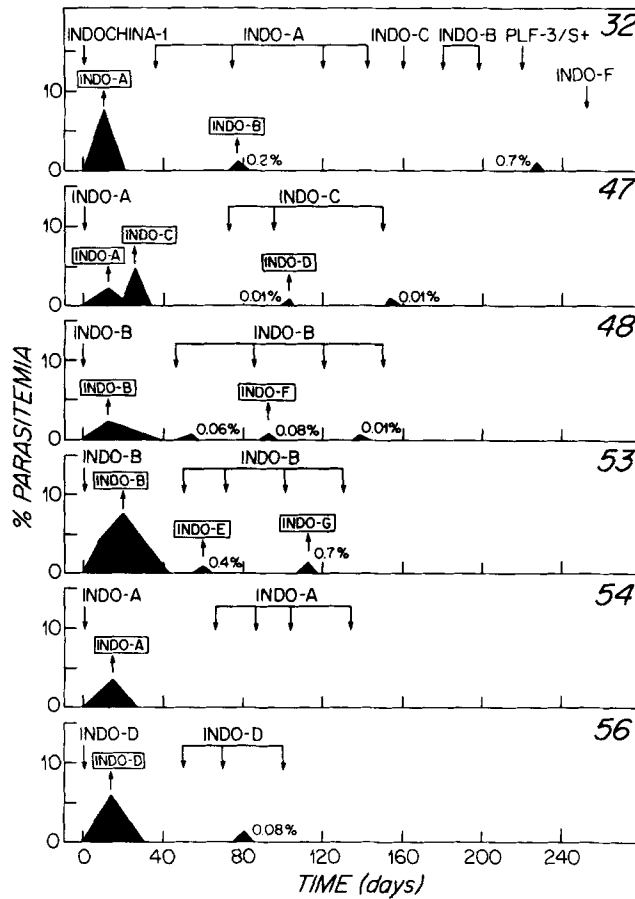 32
INDOCHINA-1 INDO-A INDO-C INDO-B PLF-3/S+
INDO-F
INDO-A
INDO-B
0.2%
0.7%
10
0
47
INDO-A INDO-C
INDO-C
INDO-A
INDO-D
0.01%
0.01%
10
0
48
INDO-B INDO-B
INDO-B
INDO-F
0.06%
0.08%
0.01%
10
0
53
INDO-B INDO-B
INDO-B
INDO-E
INDO-G
0.4%
0.7%
10
0
54
INDO-A INDO-A
INDO-A
10
0
56
INDO-D INDO-D
INDO-D
0.08%
10
0
0 40 80 120 160 200 240
TIME (days)
% PARASITEMIA